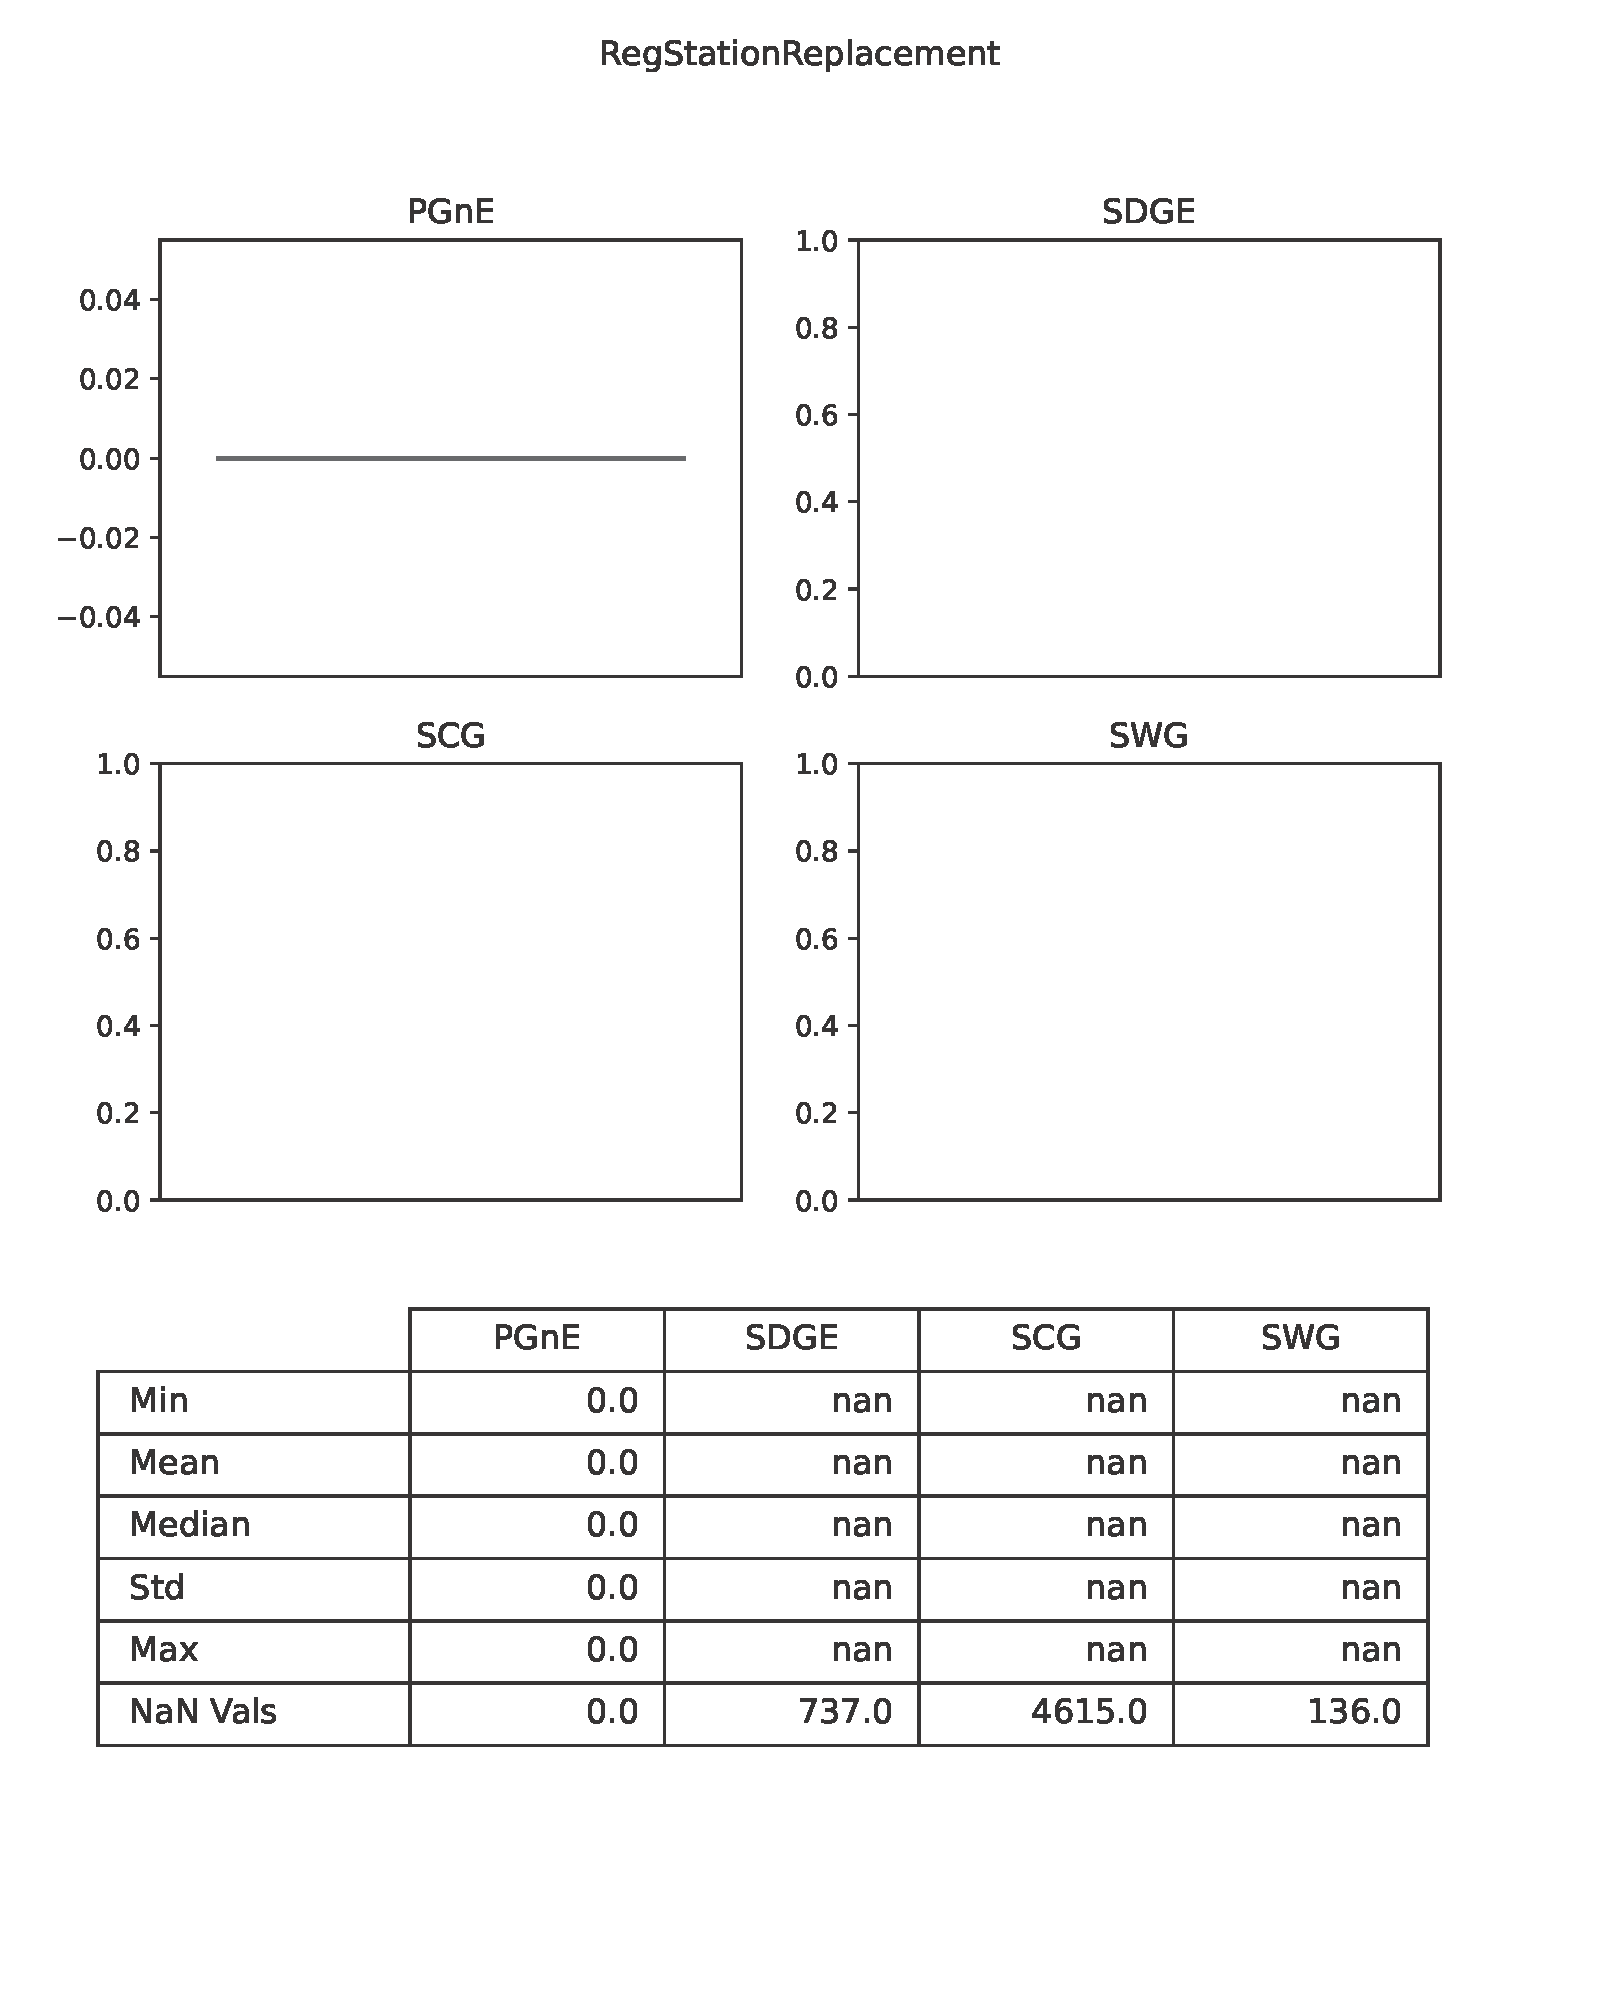 RegStationReplacement
PGnE
0.04
0.02
0.00
−0.02
−0.04
SDGE
1.0
0.8
0.6
0.4
0.2
0.0
SCG
1.0
0.8
0.6
0.4
0.2
0.0
SWG
1.0
0.8
0.6
0.4
0.2
0.0
PGnE SDGE SCG SWG
Min 0.0 nan nan nan
Mean 0.0 nan nan nan
Median 0.0 nan nan nan
Std 0.0 nan nan nan
Max 0.0 nan nan nan
NaN Vals 0.0 737.0 4615.0 136.0